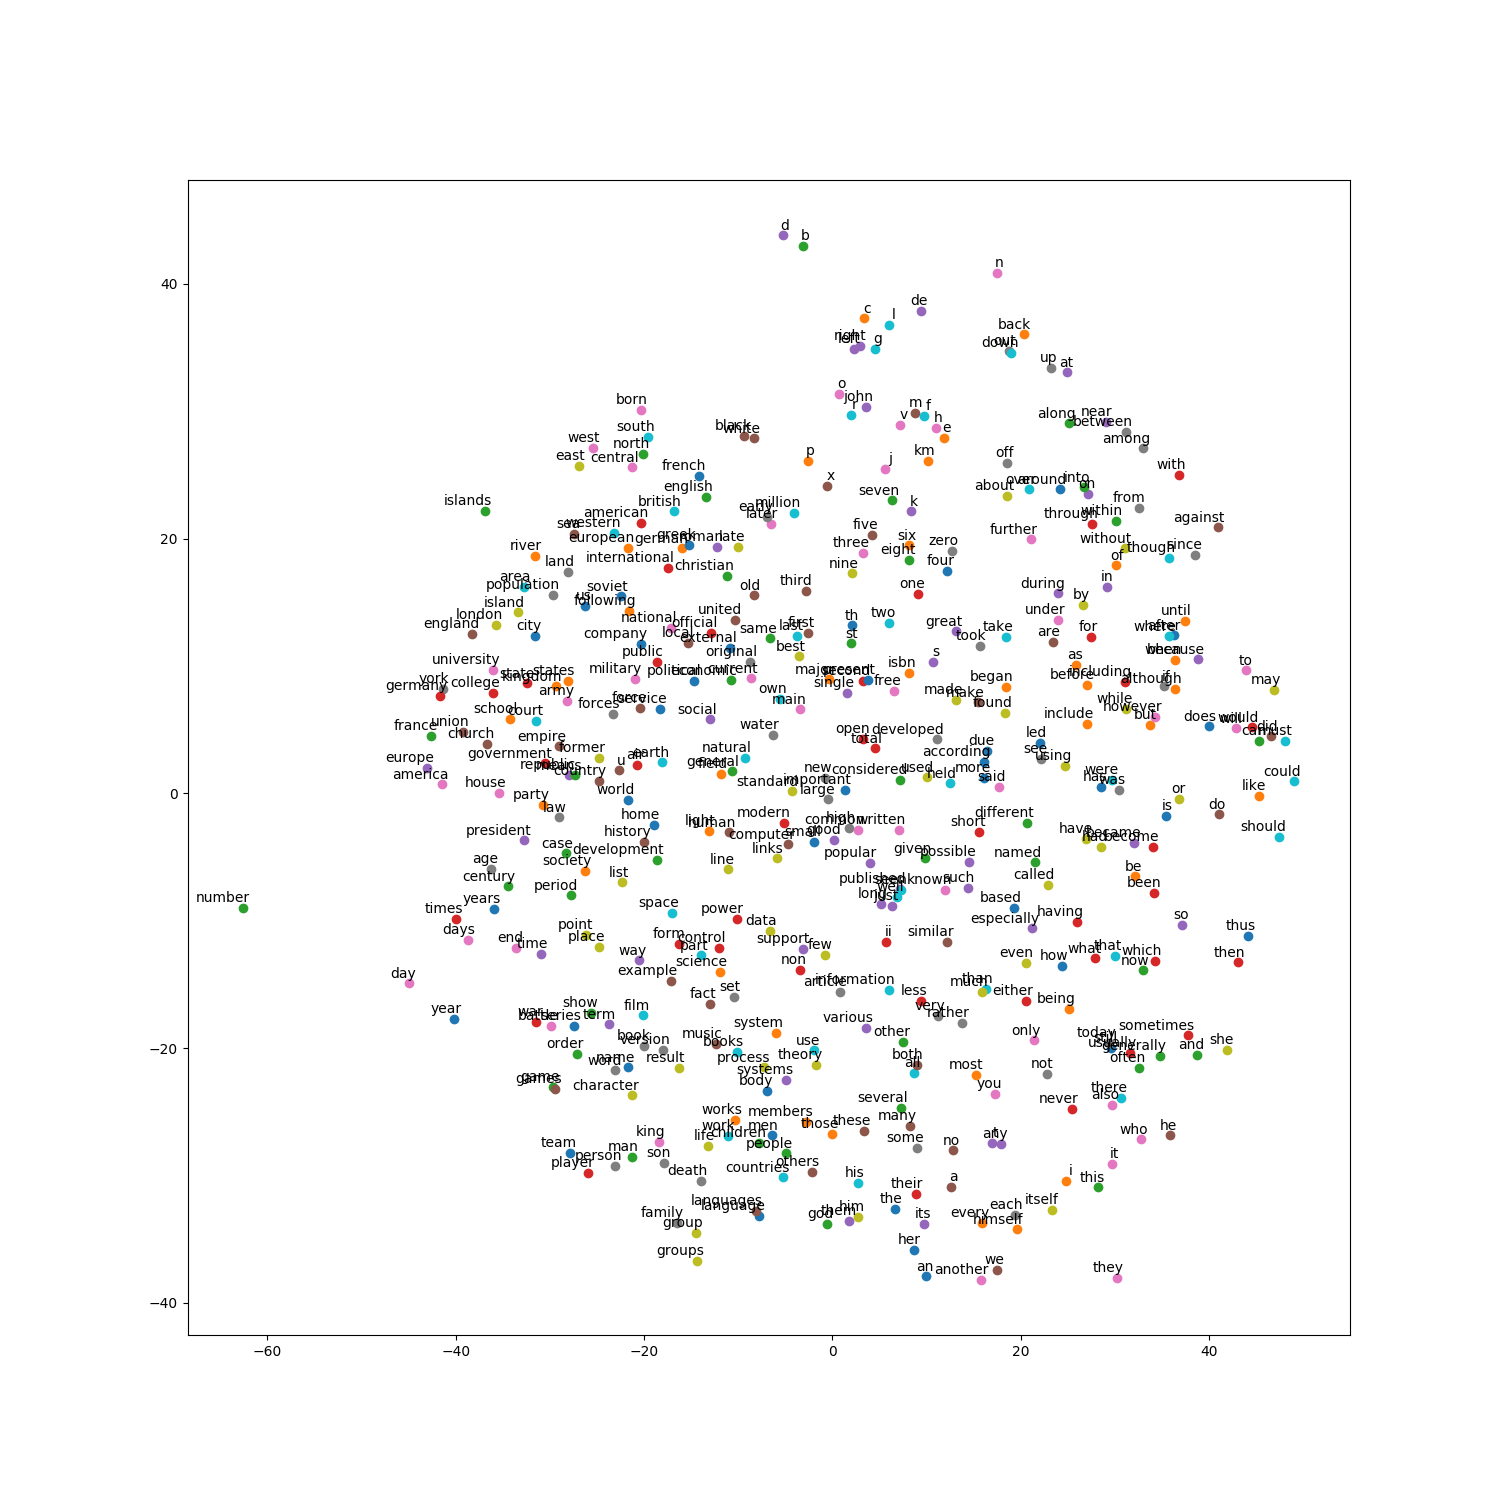 d
b
n
de
c
l
back
right
left
g
out
down
up
at
o
john
r
m
f
born
v
h
along
near
between
south
black
white
e
among
west
north
east
central
p
km
off
french
j
with
x
english
seven
about
over
around
into
on
islands
british
early
million
later
k
from
american
sea
western
five
further
through
within
against
european
german
greek
roman
late
three
six
eight
zero
without
though
since
river
international
four
of
land
christian
nine
area
population
old
third
one
during
in
us
soviet
following
by
london
island
united
th
two
under
until
england
city
national
official
company
local
external
same
last
first
st
great
took
take
are
for
where
after
public
original
best
s
as
when
because
university
york
states
kingdom
military
political
economic
current
major
present
second
isbn
before
including
although
if
to
germany
college
army
own
single
free
began
may
school
forces
force
service
main
made
make
found
while
however
court
social
include
but
does
would
will
did
france
union
church
water
open
developed
led
can
must
empire
total
due
government
former
natural
according
see
europe
republic
means
u
air
earth
general
field
using
america
country
new
considered
used
more
were
standard
important
held
said
was
like
could
house
world
large
or
party
law
home
modern
different
is
do
president
history
light
human
common
high
written
short
have
had
became
become
should
case
computer
small
good
development
links
age
society
line
popular
given
possible
named
be
century
period
list
published
well
known
such
called
been
number
times
years
space
power
long
just
based
having
days
point
data
especially
so
thus
end
time
place
form
control
part
support
few
ii
similar
even
how
what
that
which
then
way
science
non
now
day
example
set
article
information
less
much
than
either
year
show
film
fact
very
being
war
battle
series
term
rather
order
book
version
music
system
various
only
today
still
sometimes
name
books
use
other
usually
generally
often
and
she
word
result
process
theory
both
all
most
not
game
games
character
systems
body
you
never
there
also
works
members
several
team
king
work
children
men
those
these
many
who
he
player
person
man
son
life
people
some
no
any
death
countries
others
it
his
their
a
i
this
family
languages
language
god
them
him
the
every
each
itself
group
its
himself
groups
her
an
another
we
they
40
20
0
−20
−40
−60
−40
−20
0
20
40